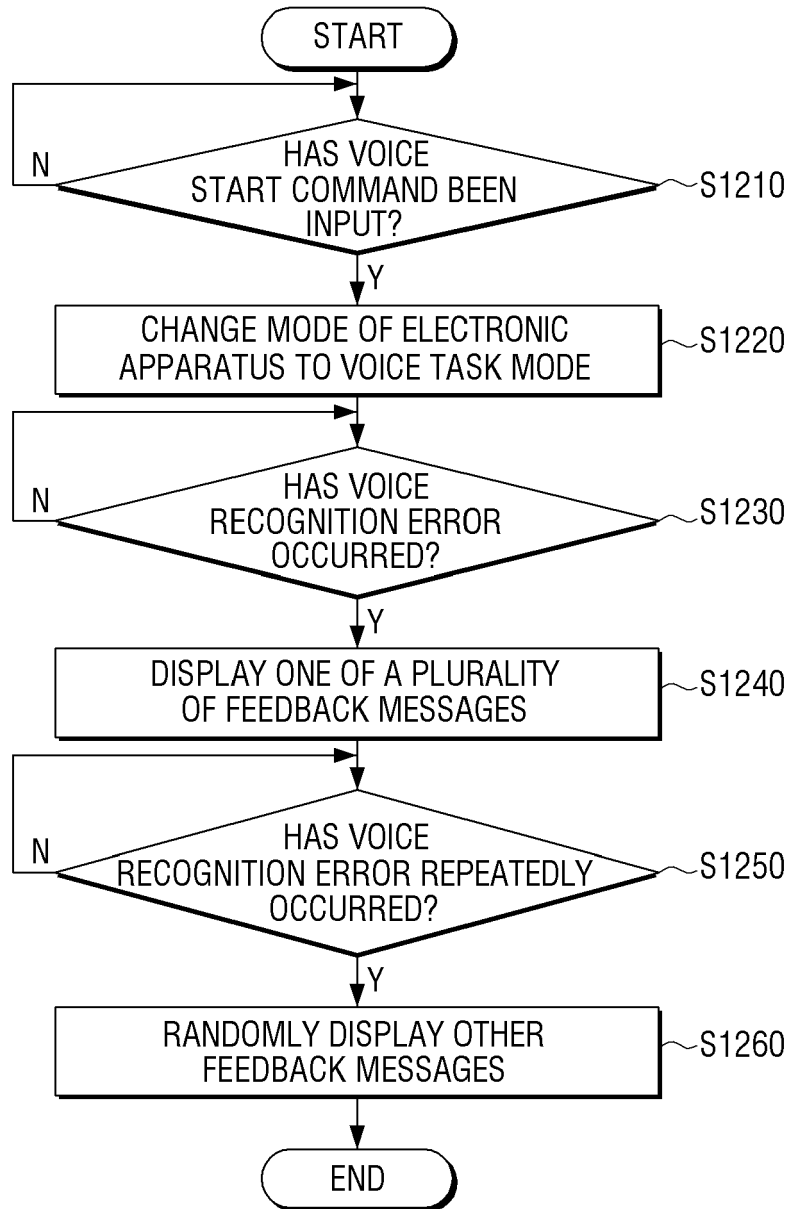 START
N
HAS VOICE
START COMMAND BEEN
INPUT?
S1210
Y
CHANGE MODE OF ELECTRONIC
APPARATUS TO VOICE TASK MODE
S1220
N
HAS VOICE
RECOGNITION ERROR
OCCURRED?
S1230
Y
DISPLAY ONE OF A PLURALITY
OF FEEDBACK MESSAGES
S1240
N
HAS VOICE
RECOGNITION ERROR REPEATEDLY
OCCURRED?
S1250
Y
RANDOMLY DISPLAY OTHER
FEEDBACK MESSAGES
S1260
END